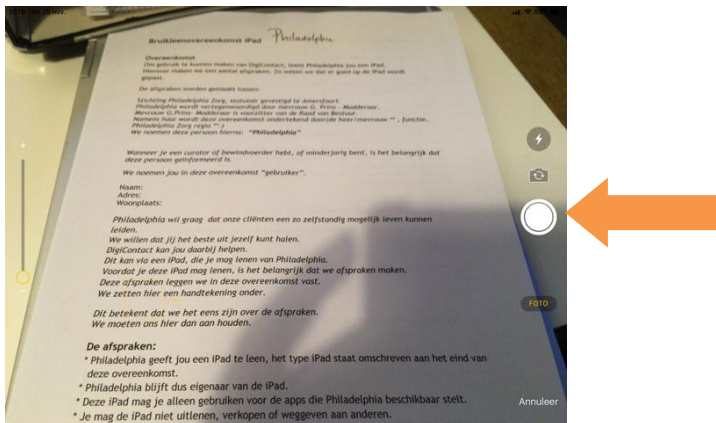 Bruikleenovereenkomst iPad Philadelphia
Overeenkomst
Om gebruik te kunnen maken van DigiContact, leent Philadelphia jou een iPad.
Hierover maken we een aantal afspraken. Zo weten we dat er goed op de iPad wordt
gepast.
De afspraken worden gemaakt tussen:
Stichting Philadelphia Zorg, statutair gevestigd te Amersfoort.
Philadelphia wordt vertegenwoordigd door mevrouw G. Prins - Modderaar.
Mevrouw G.Prins- Modderaar is voorzitter van de Raad van Bestuur.
Namens haar wordt deze overeenkomst ondertekend door de heer/mevrouw ** , functie,
Philadelphia Zorg regio ** /
We noemen deze persoon hierna: "Philadelphia"
Wanneer je een curator of bewindvoerder hebt, of minderjarig bent, is het belangrijk dat
deze persoon geïnformeerd is.
We noemen jou in deze overeenkomst "gebruiker".
Naam:
Adres:
Woonplaats:
Philadelphia wil graag dat onze cliënten een zo zelfstandig mogelijk leven kunnen
leiden.
We willen dat jij het beste uit jezelf kunt halen.
DigiContact kan jou daarbij helpen.
Dit kan via een iPad, die je mag lenen van Philadelphia.
Voordat je deze iPad mag lenen, is het belangrijk dat we afspraken maken.
Deze afspraken leggen we in deze overeenkomst vast.
We zetten hier een handtekening onder.
Dit betekent dat we het eens zijn over de afspraken.
We moeten ons hier dan aan houden.
De afspraken:
* Philadelphia geeft jou een iPad te leen, het type iPad staat omschreven aan het eind van
deze overeenkomst.
* Philadelphia blijft dus eigenaar van de iPad.
* Deze iPad mag je alleen gebruiken voor de apps die Philadelphia beschikbaar stelt.
* Je mag de iPad niet uitlenen, verkopen of weggeven aan anderen.
FOTO
Annuleer